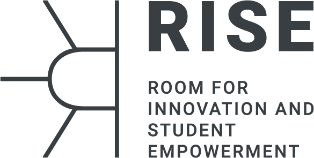 RISE
ROOM FOR
INNOVATION AND
STUDENT
EMPOWERMENT